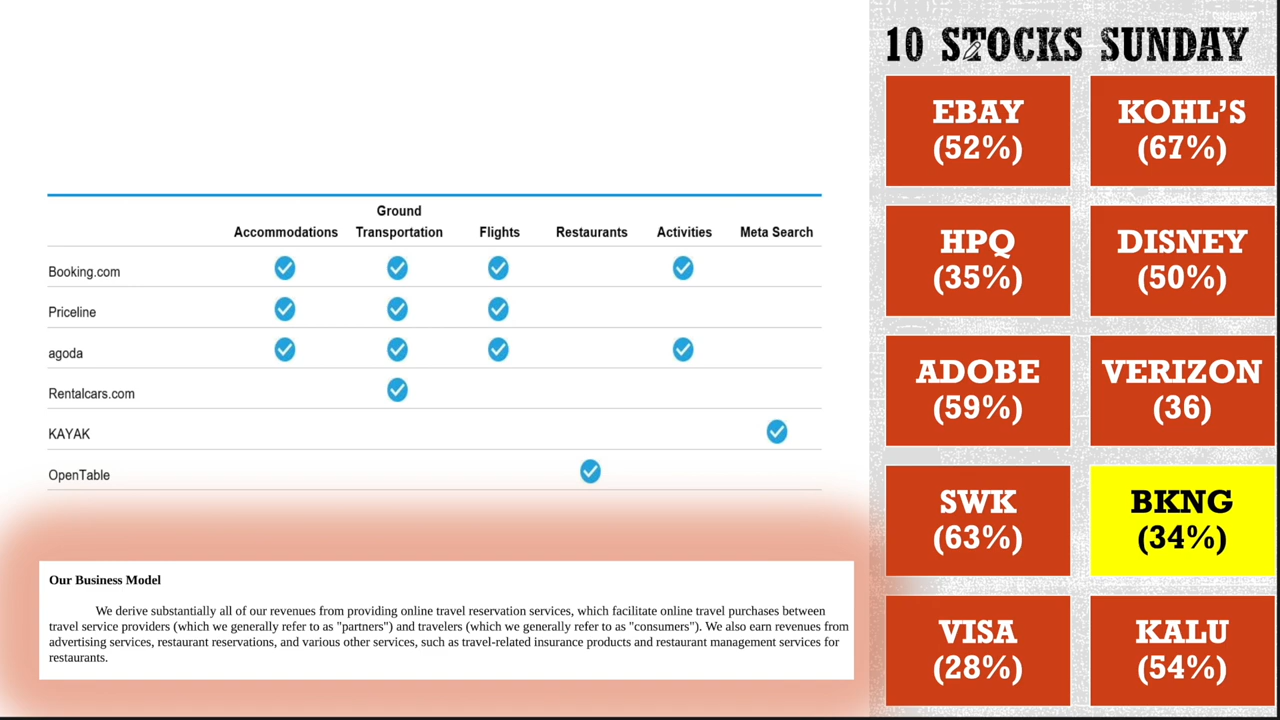 Ground
Accommodations Transportation Flights Restaurants Activities Meta Search
Booking.com
Priceline
agoda
Rentalcars.com
KAYAK
OpenTable
Our Business Model
We derive substantially all of our revenues from providing online travel reservation services, which facilitate online travel purchases between
travel service providers (which we generally refer to as "partners") and travelers (which we generally refer to as "consumers"). We also earn revenues from
advertising services, restaurant reservations, and various other services, such as travel-related insurance products and restaurant management services for
restaurants.
10 STOCKS SUNDAY
EBAY
(52%)
KOHL'S
(67%)
HPQ
(35%)
DISNEY
(50%)
ADOBE
(59%)
VERIZON
(36)
SWK
(63%)
BKNG
(34%)
VISA
(28%)
KALU
(54%)